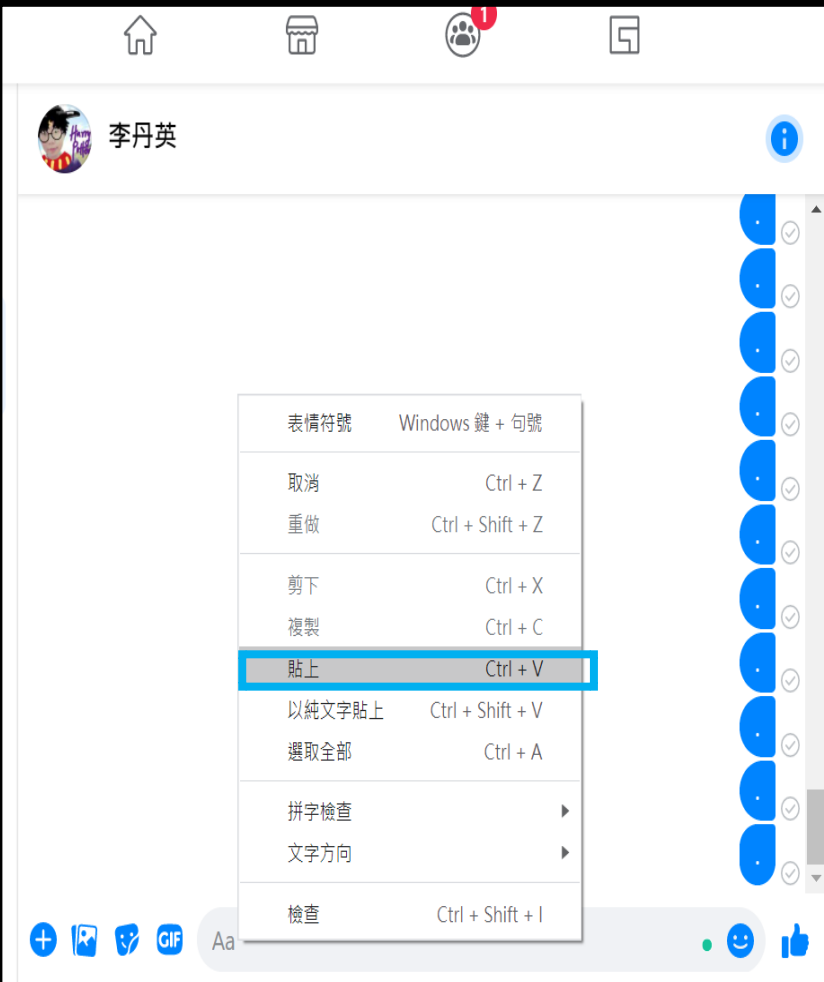 1
李丹英
Harry
.
.
.
.
表情符號 Windows 鍵 + 句號
取消 Ctrl + Z
.
重做 Ctrl + Shift + Z
.
剪下 Ctrl + X
.
複製 Ctrl + C
貼上 Ctrl + V
.
以純文字貼上 Ctrl + Shift + V
.
選取全部 Ctrl + A
.
拼字檢查
文字方向
.
檢查 Ctrl + Shift + I
GIF
Aa